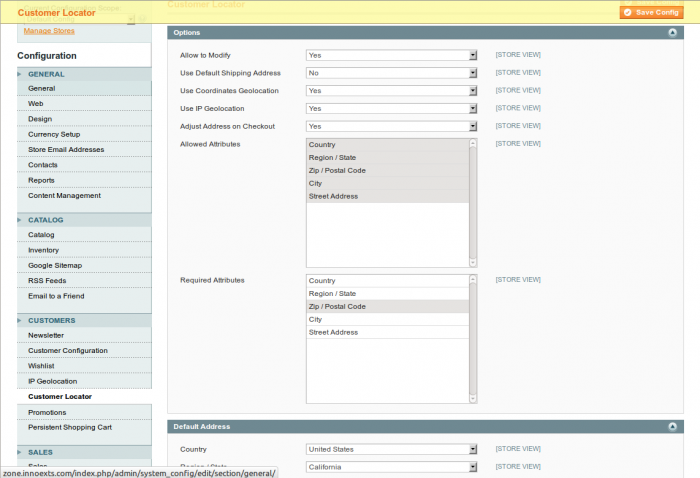 Customer Locator
Customer Locator
Save Config
Manage Stores
Configuration
GENERAL
General
Web
Design
Currency Setup
Store Email Addresses
Contacts
Reports
Content Management
CATALOG
Catalog
Inventory
Google Sitemap
RSS Feeds
Email to a Friend
CUSTOMERS
Newsletter
Customer Configuration
Wishlist
IP Geolocation
Customer Locator
Promotions
Persistent Shopping Cart
SALES
Sales
zone.innoexts.com/index.php/admin/system_config/edit/section/general/
Options
Allow to Modify Yes [STORE VIEW]
Use Default Shipping Address No [STORE VIEW]
Use Coordinates Geolocation Yes [STORE VIEW]
Use IP Geolocation Yes [STORE VIEW]
Adjust Address on Checkout Yes [STORE VIEW]
Allowed Attributes Country [STORE VIEW]
Region / State
Zip / Postal Code
City
Street Address
Required Attributes Country [STORE VIEW]
Region / State
Zip / Postal Code
City
Street Address
Default Address
Country United States [STORE VIEW]
Region / State California [STORE VIEW]